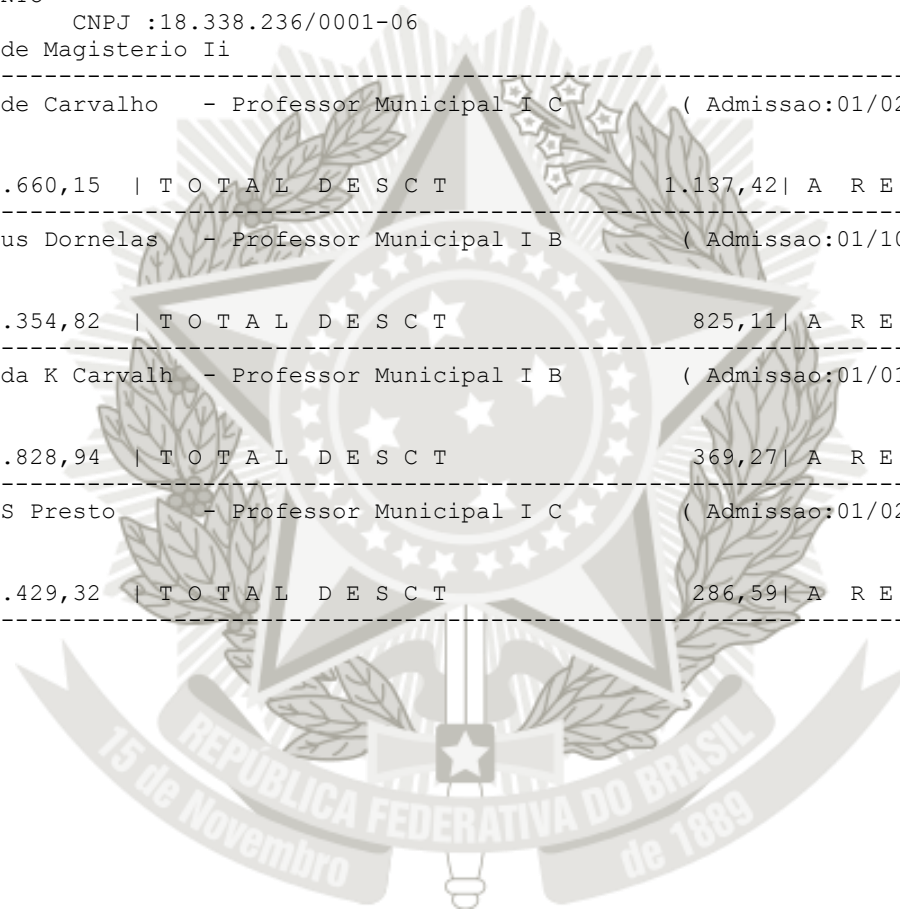 CNPJ :18.338.236/0001-06
de Magisterio Ii
--------------------------------------------------------------
de Carvalho - Professor Municipal I C ( Admissao:01/02
.660,15 | T O T A L D E S C T 1.137,42| A R E
--------------------------------------------------------------
us Dornelas - Professor Municipal I B ( Admissao:01/10
.354,82 | T O T A L D E S C T 825,11| A R E
--------------------------------------------------------------
da K Carvalh - Professor Municipal I B ( Admissao:01/01
.828,94 | T O T A L D E S C T 369,27| A R E
--------------------------------------------------------------
S Presto - Professor Municipal I C ( Admissao:01/02
.429,32 | T O T A L D E S C T 286,59| A R E
--------------------------------------------------------------
REPÚBLICA FEDERATIVA DO BRASIL
15 de Novembro de 1889